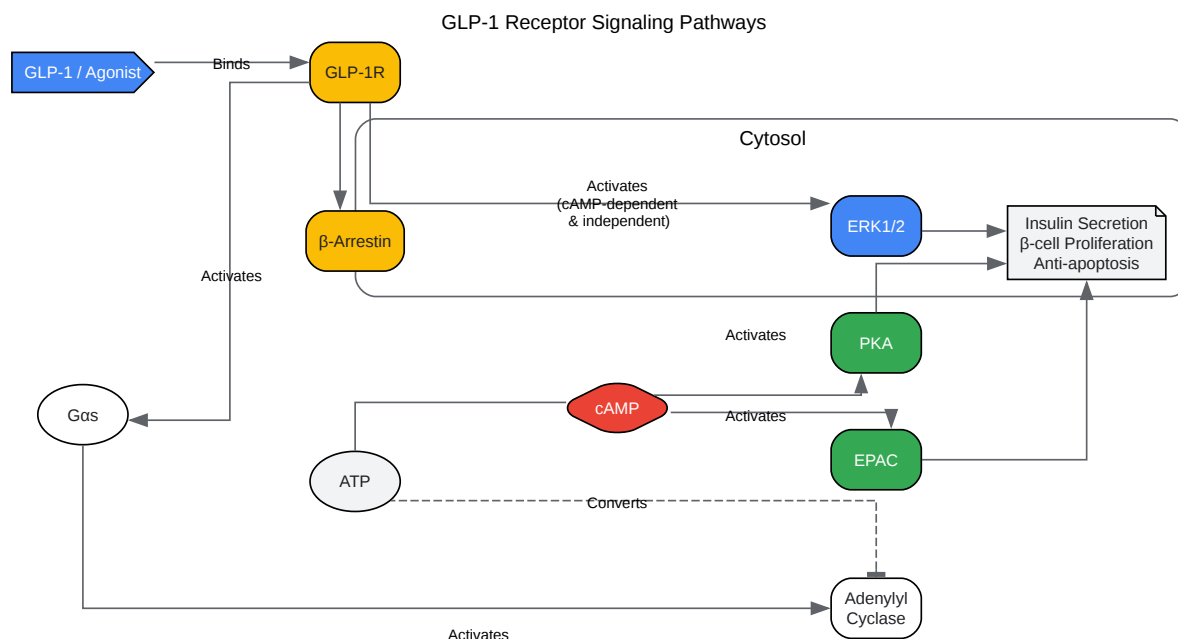 GLP-1 Receptor Signaling Pathways
GLP-1 / Agonist
Binds
GLP-1R
Cytosol
Activates
(cAMP-dependent
& independent)
ERK1/2
Insulin Secretion
β-cell Proliferation
Anti-apoptosis
β-Arrestin
Activates
Activates
PKA
Gαs
cAMP
Activates
EPAC
ATP
Converts
Adenylyl
Cyclase
Activates